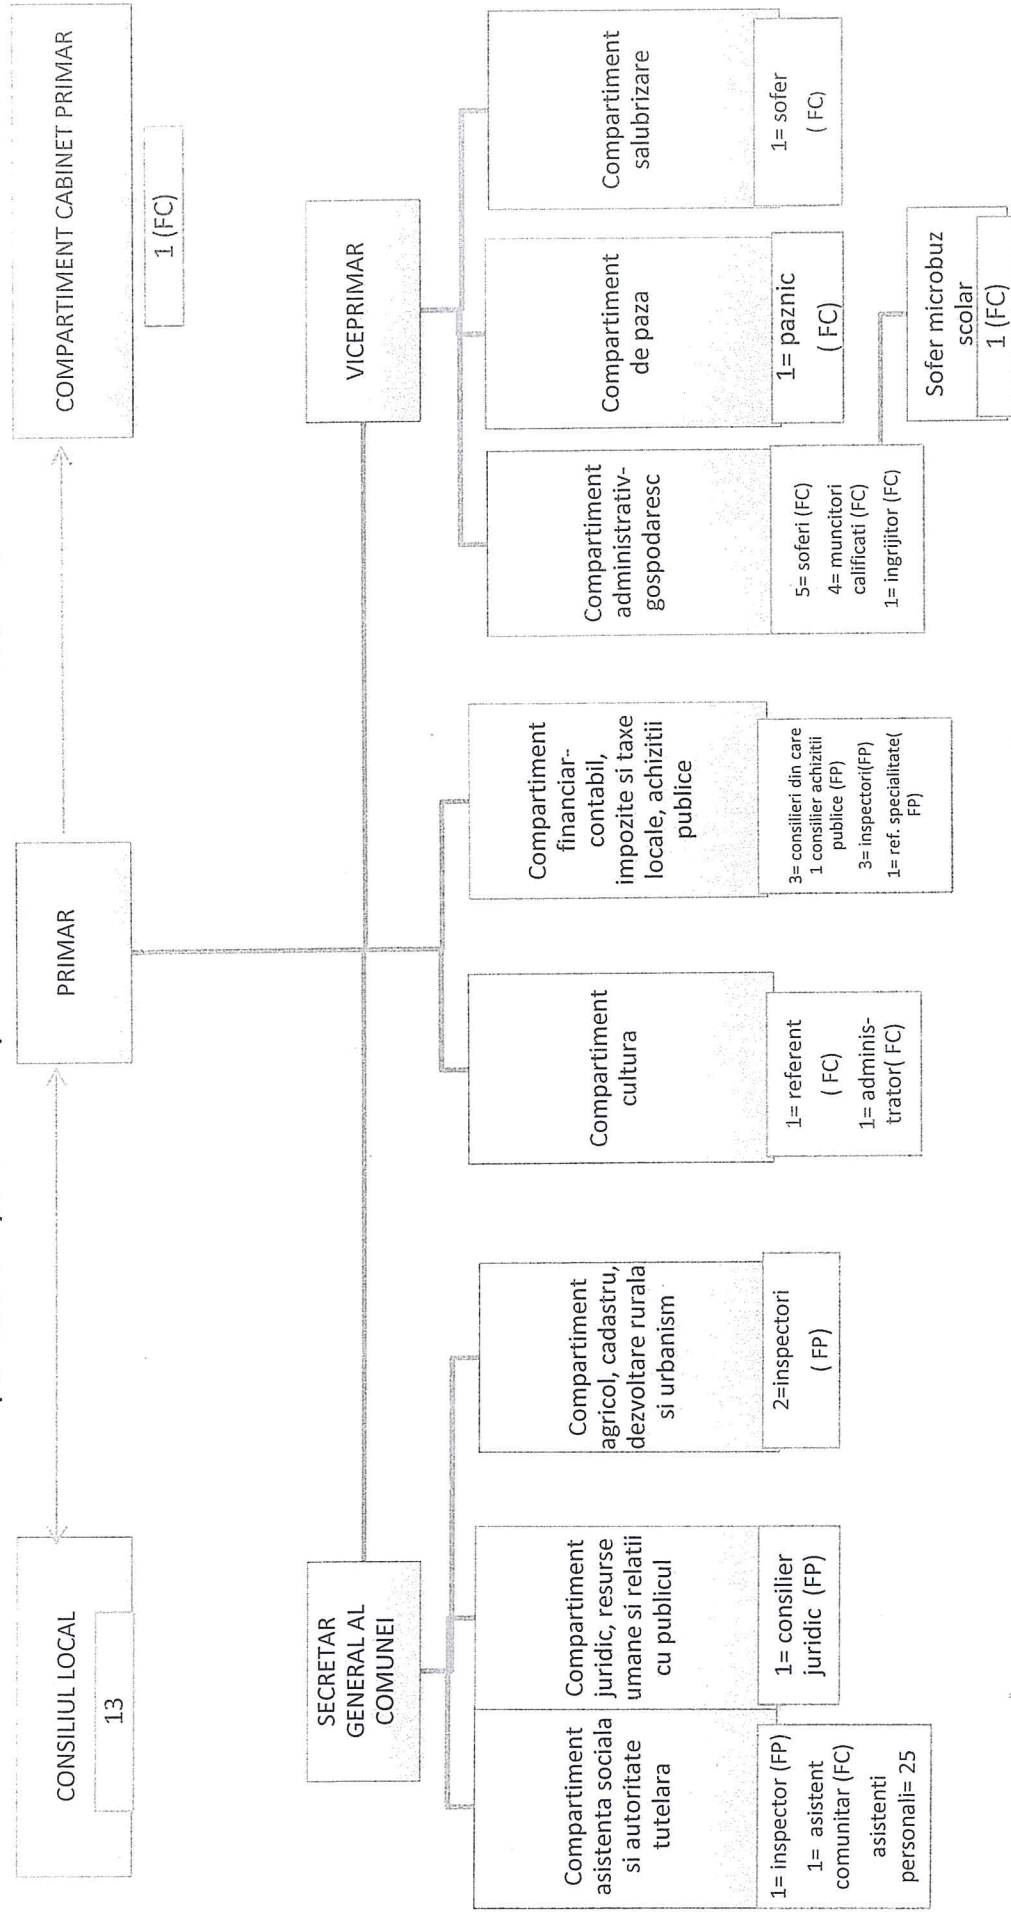 CONSILIUL LOCAL
13
PRIMAR
COMPARTIMENT CABINET PRIMAR
1 (FC)
SECRETAR
GENERAL AL
COMUNEI
VICEPRIMAR
Compartiment
asistenta sociala
si autoritate
tutelara
1= inspector (FP)
1= asistent
comunitar (FC)
asistenti
personali= 25
Compartiment
juridic, resurse
umane si relatii
cu publicul
1= consilier
juridic (FP)
Compartiment
agricol, cadastru,
dezvoltare rurala
si urbanism
2=inspectori
( FP)
Compartiment
cultura
1= referent
( FC)
1= adminis-
trator( FC)
Compartiment
financiar-
contabil,
impozite si taxe
locale, achizitii
publice
3= consilieri din care
1 consilier achizitii
publice (FP)
3= inspectori(FP)
1= ref. specialitate(
FP)
Compartiment
administrativ-
gospodaresc
5= soferi (FC)
4= muncitori
calificati (FC)
1= ingrijitor (FC)
Sofer microbuz
scolar
1 (FC)
Compartiment
de paza
1= paznic
( FC)
Compartiment
salubrizare
1= sofer
( FC)